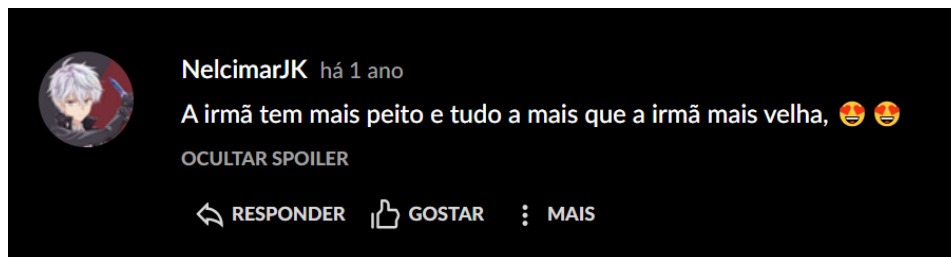 NelcimarJK há 1 ano
A irmã tem mais peito e tudo a mais que a irmã mais velha, 😍 😍
OCULTAR SPOILER
RESPONDER GOSTAR MAIS